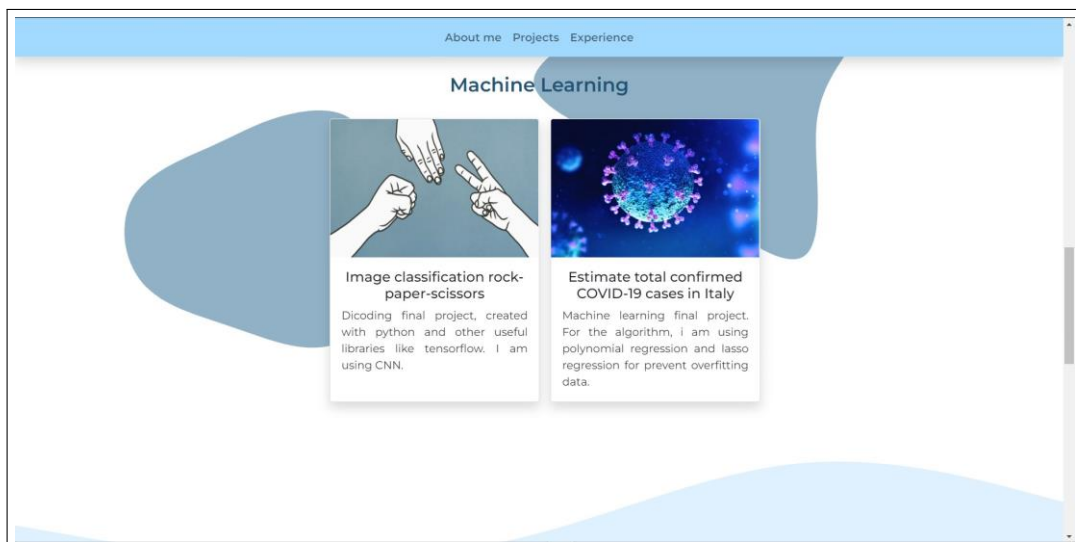 About me Projects Experience
Machine Learning
Image classification rock-
paper-scissors
Dicoding final project, created
with python and other useful
libraries like tensorflow. I am
using CNN.
Estimate total confirmed
COVID-19 cases in Italy
Machine learning final project.
For the algorithm, i am using
polynomial regression and lasso
regression for prevent overfitting
data.